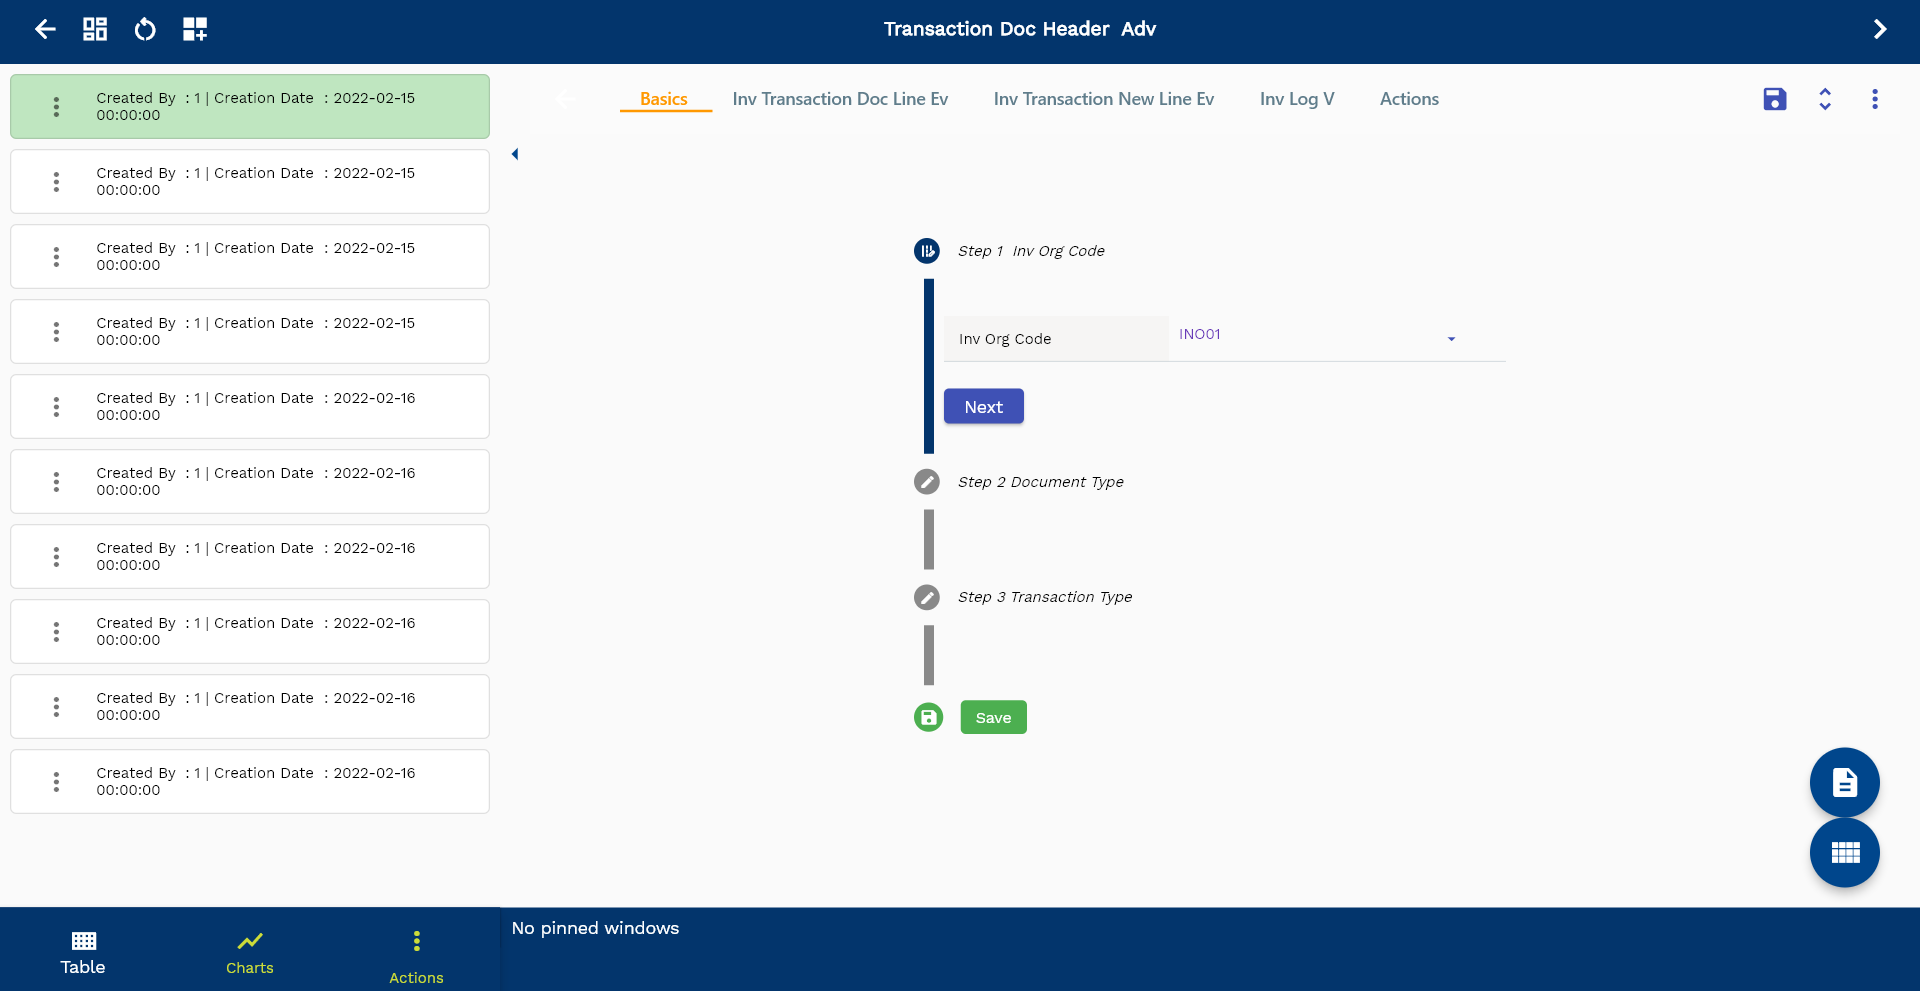 Transaction Doc Header  Adv
Created By  : 1 | Creation Date  : 2022-02-15
00:00:00
Created By  : 1 | Creation Date  : 2022-02-15
00:00:00
Created By  : 1 | Creation Date  : 2022-02-15
00:00:00
Created By  : 1 | Creation Date  : 2022-02-15
00:00:00
Created By  : 1 | Creation Date  : 2022-02-16
00:00:00
Created By  : 1 | Creation Date  : 2022-02-16
00:00:00
Created By  : 1 | Creation Date  : 2022-02-16
00:00:00
Created By  : 1 | Creation Date  : 2022-02-16
00:00:00
Created By  : 1 | Creation Date  : 2022-02-16
00:00:00
Created By  : 1 | Creation Date  : 2022-02-16
00:00:00
Basics Inv Transaction Doc Line Ev Inv Transaction New Line Ev Inv Log V Actions
Step 1  Inv Org Code
Inv Org Code INO01
Next
Step 2 Document Type
Step 3 Transaction Type
Save
Table Charts Actions
No pinned windows